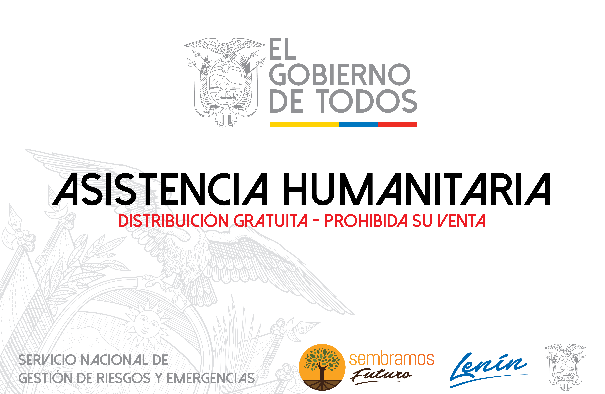 EL
GOBIERNO
DE TODOS
ASISTENCIA HUMANITARIA
DISTRIBUICIÓN GRATUITA - PROHIBIDA SU VENTA
SERVICIO NACIONAL DE
GESTIÓN DE RIESGOS Y EMERGENCIAS
sembramos
Futuro
Lenín